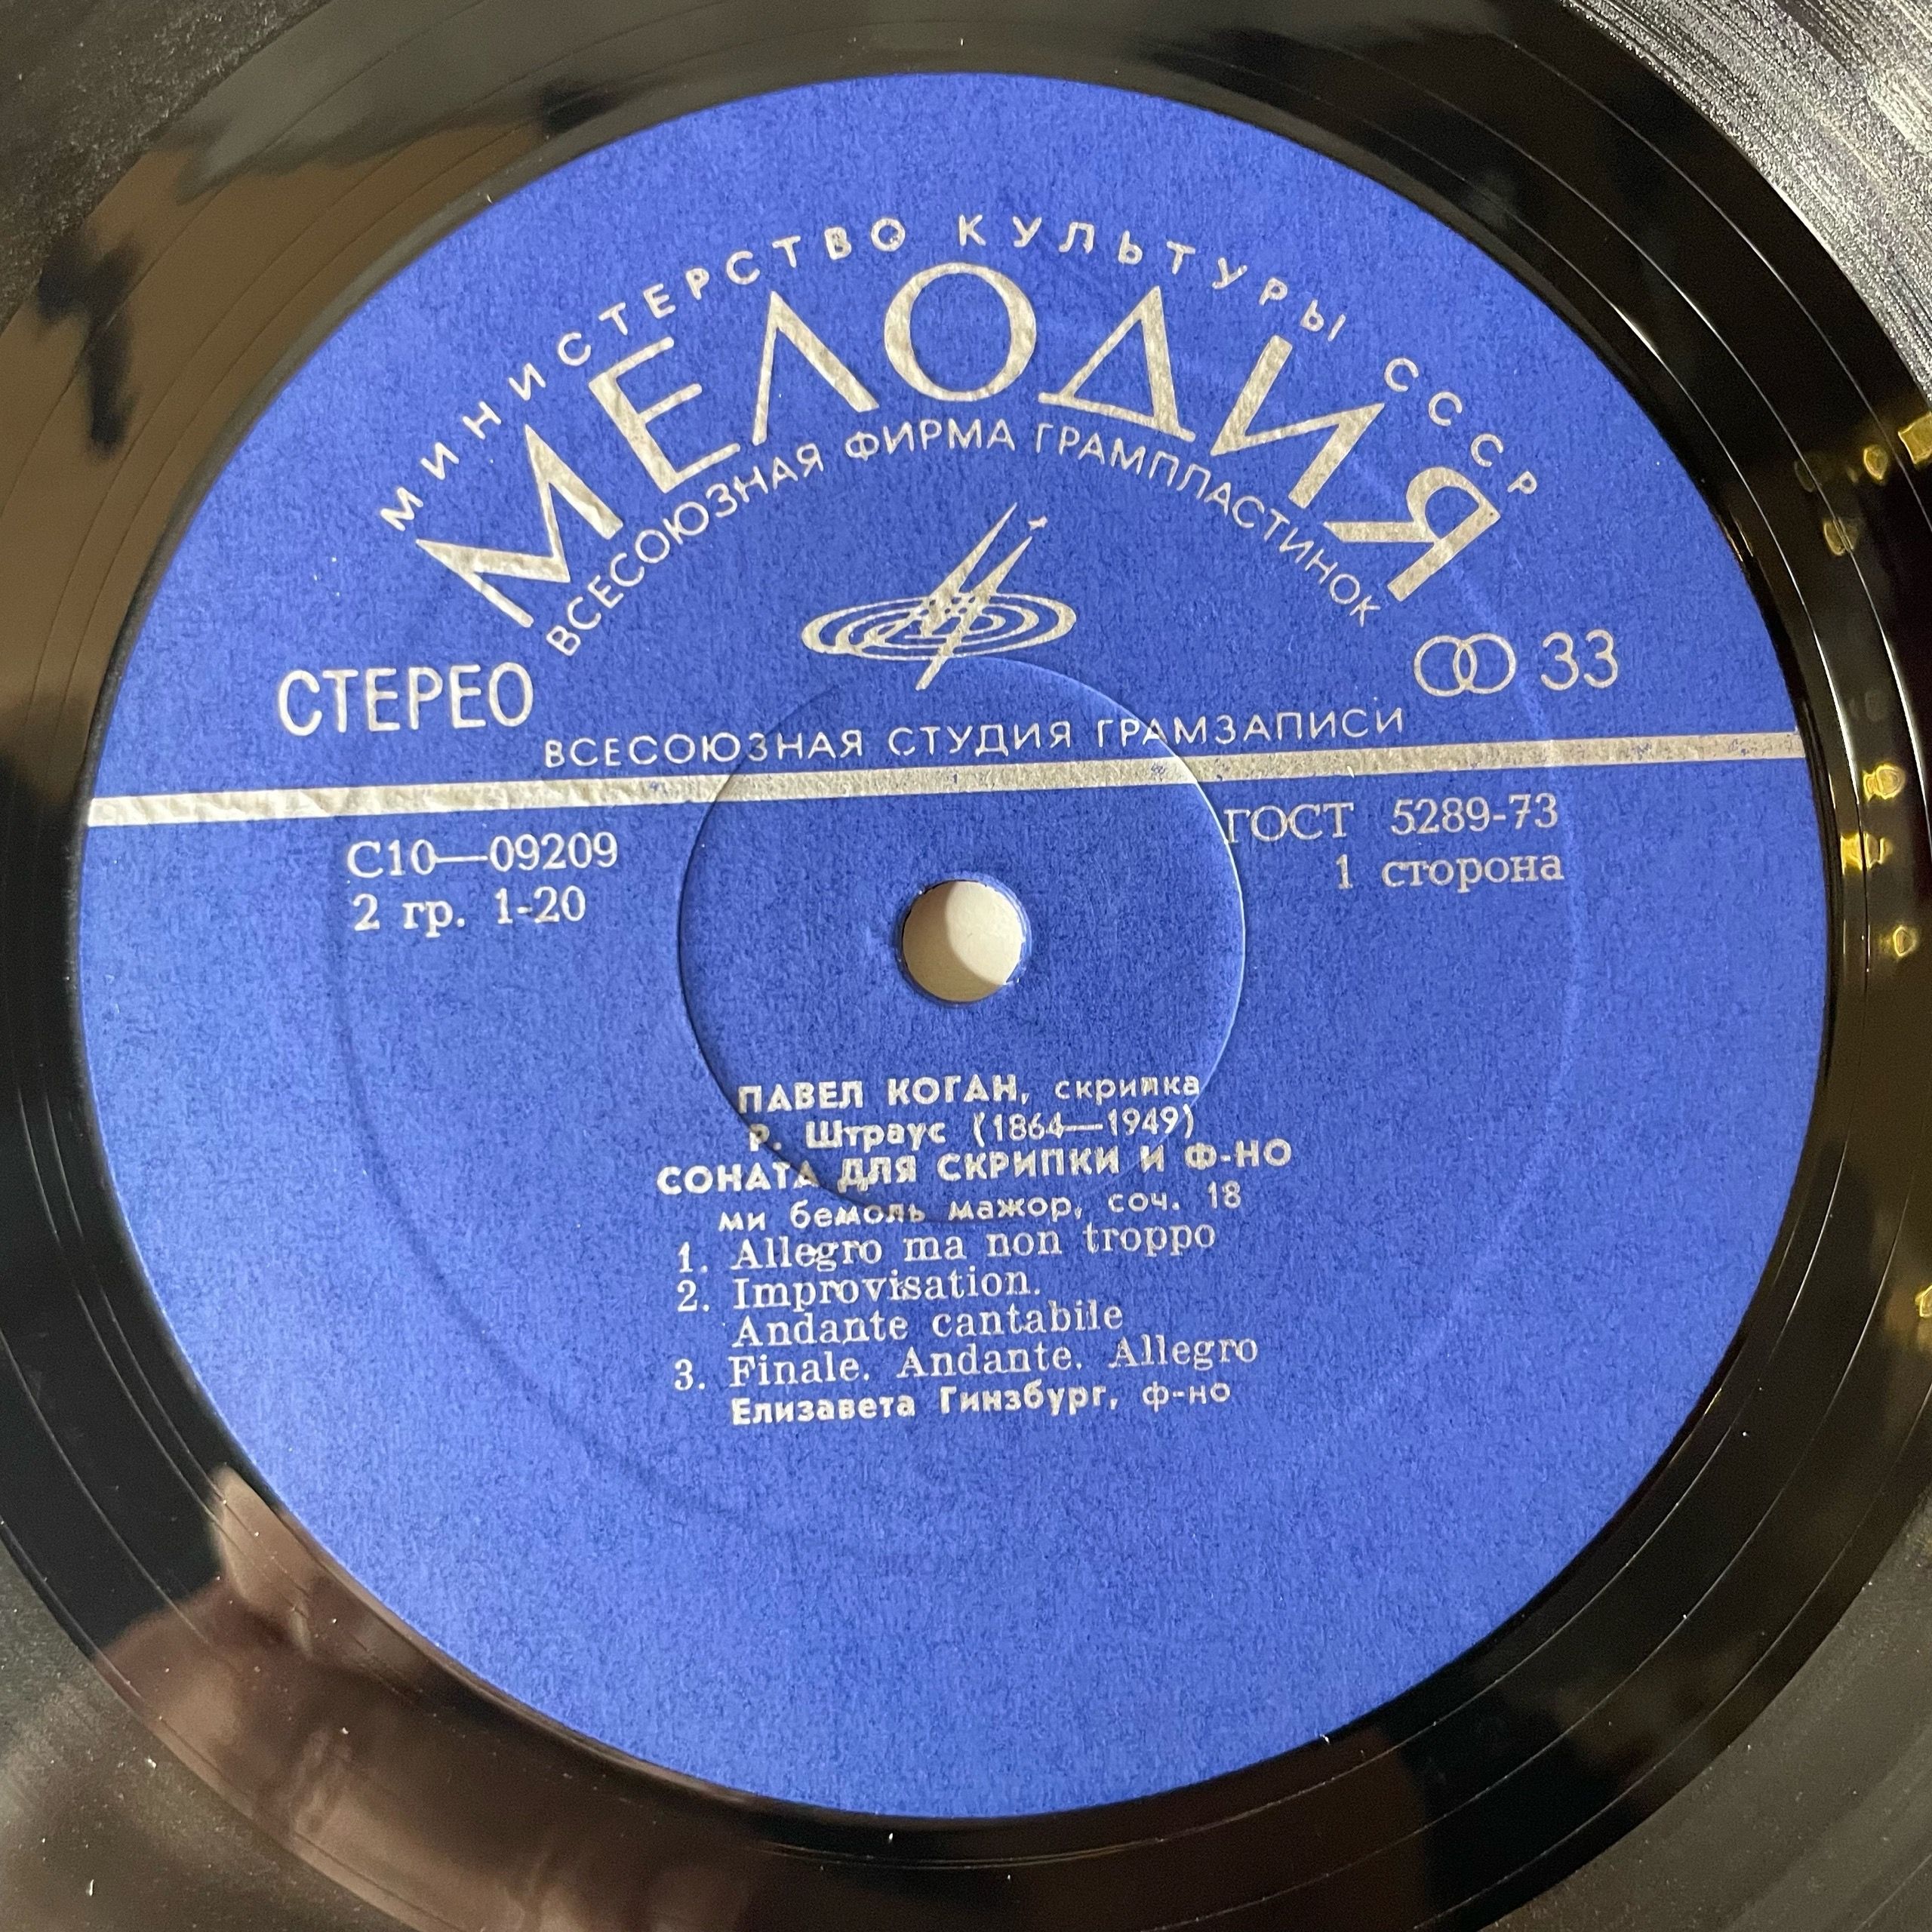 МИНИСТЕРСТВО КУЛЬТУРЫ СССР
МЕЛОДИЯ
ВСЕСОЮЗНАЯ ФИРМА ГРАМПЛАСТИНОК
СТЕРЕО
33
ВСЕСОЮЗНАЯ СТУДИЯ ГРАМЗАПИСИ
С10—09209
ГОСТ 5289-73
2 гр. 1-20
1 сторона
ПАВЕЛ КОГАН, скрипка
Р. Штраус (1864—1949)
СОНАТА ДЛЯ СКРИПКИ И Ф-НО
ми бемоль мажор, соч. 18
1. Allegro ma non troppo
2. Improvisation.
Andante cantabile
3. Finale. Andante. Allegro
Елизавета Гинзбург, ф-но